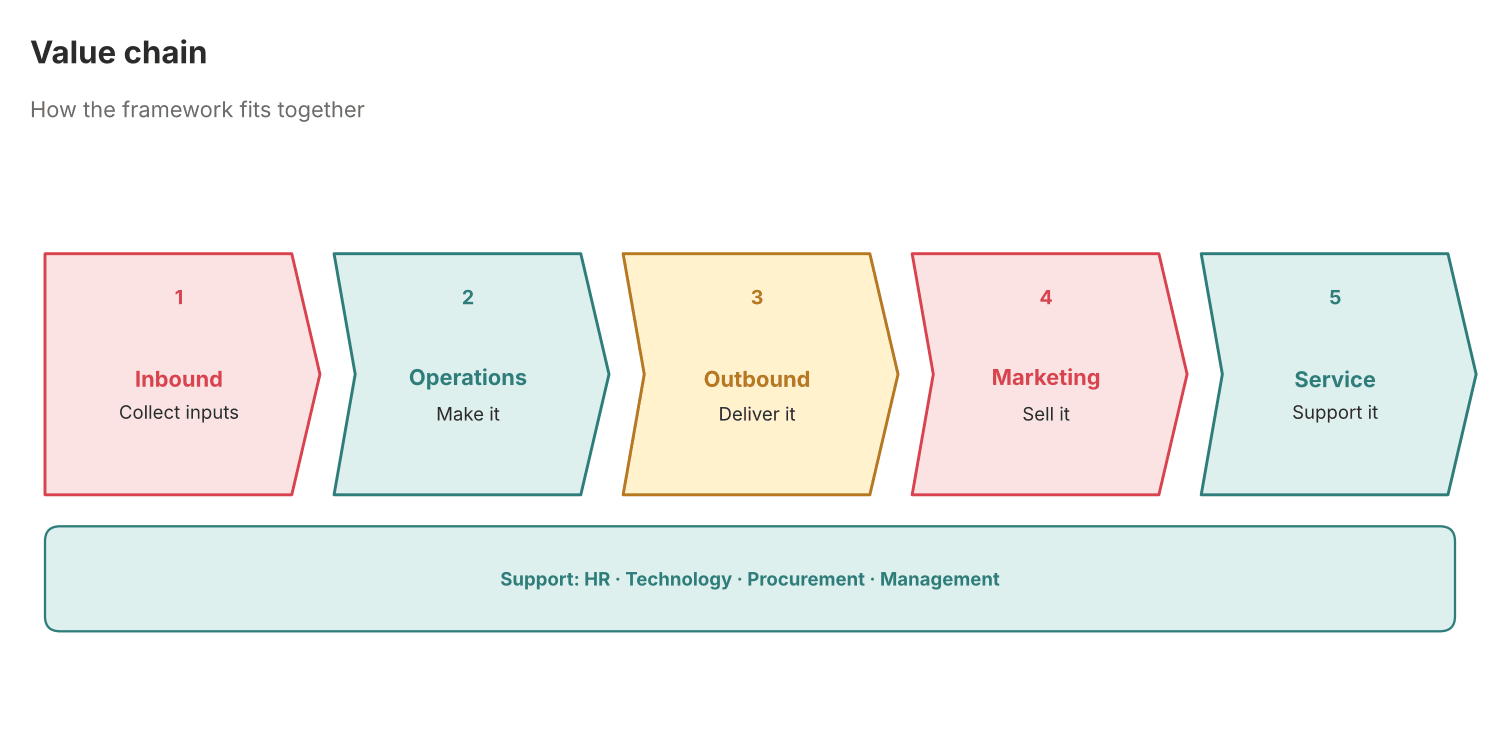 Value chain
How the framework fits together
1
Inbound
Collect inputs
2
Operations
Make it
3
Outbound
Deliver it
4
Marketing
Sell it
5
Service
Support it
Support: HR · Technology · Procurement · Management